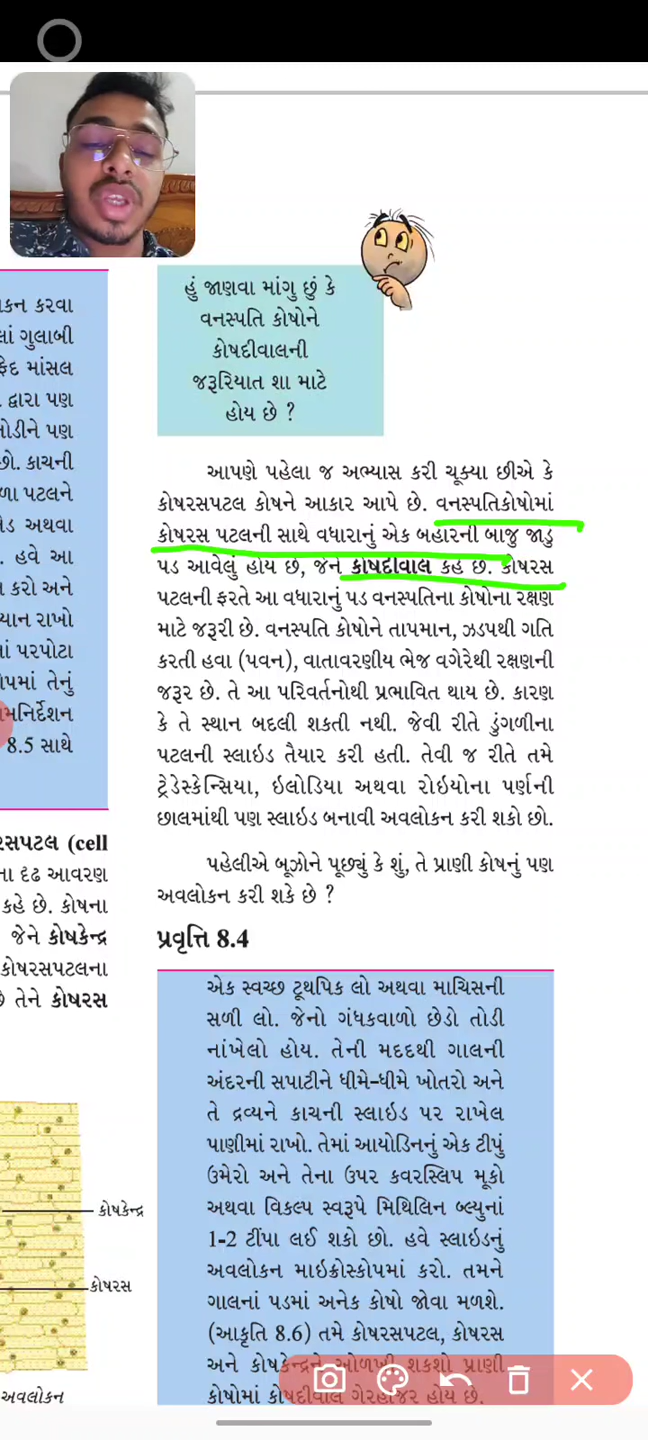 કન કરવા
લાં ગુલાબી
ફેદ માંસલ
દ્વારા પણ
મોડીને પણ
છો. કાચની
ળા પટલને
ડ અથવા
. હવે આ
કરો અને
યાન રાખો
માં પરપોટા
પમાં તેનું
મનિર્દેશન
8.5 સાથે
રસપટલ (cell
ના દૃઢ આવરણ
કહે છે. કોષના
જેને કોષકેન્દ્ર
કોષરસપટલના
છે તેને કોષરસ
કોષકેન્દ્ર
કોષરસ
અવલોકન
હું જાણવા માંગુ છું કે
વનસ્પતિ કોષોને
કોષદીવાલની
જરૂરિયાત શા માટે
હોય છે ?
આપણે પહેલા જ અભ્યાસ કરી ચૂક્યા છીએ કે
કોષરસપટલ કોષને આકાર આપે છે. વનસ્પતિકોષોમાં
કોષરસ પટલની સાથે વધારાનું એક બહારની બાજુ જાડુ
પડ આવેલું હોય છે, જેને કોષદીવાલ કહે છે. કોષરસ
પટલની ફરતે આ વધારાનું પડ વનસ્પતિના કોષોના રક્ષણ
માટે જરૂરી છે. વનસ્પતિ કોષોને તાપમાન, ઝડપથી ગતિ
કરતી હવા (પવન), વાતાવરણીય ભેજ વગેરેથી રક્ષણની
જરૂર છે. તે આ પરિવર્તનોથી પ્રભાવિત થાય છે. કારણ
કે તે સ્થાન બદલી શકતી નથી. જેવી રીતે ડુંગળીના
પટલની સ્લાઇડ તૈયાર કરી હતી. તેવી જ રીતે તમે
ટ્રેડેસ્કેન્સિયા, ઇલોડિયા અથવા રોઇયોના પર્ણની
છાલમાંથી પણ સ્લાઇડ બનાવી અવલોકન કરી શકો છો.
પહેલીએ બૂઝોને પૂછ્યું કે શું, તે પ્રાણી કોષનું પણ
અવલોકન કરી શકે છે ?
પ્રવૃત્તિ 8.4
એક સ્વચ્છ ટૂથપિક લો અથવા માચિસની
સળી લો. જેનો ગંધકવાળો છેડો તોડી
નાંખેલો હોય. તેની મદદથી ગાલની
અંદરની સપાટીને ધીમે-ધીમે ખોતરો અને
તે દ્રવ્યને કાચની સ્લાઇડ પર રાખેલ
પાણીમાં રાખો. તેમાં આયોડિનનું એક ટીપું
ઉમેરો અને તેના ઉપર કવરસ્લિપ મૂકો
અથવા વિકલ્પ સ્વરૂપે મિથિલિન બ્લ્યુનાં
1-2 ટીંપા લઈ શકો છો. હવે સ્લાઇડનું
અવલોકન માઇક્રોસ્કોપમાં કરો. તમને
ગાલનાં પડમાં અનેક કોષો જોવા મળશે.
(આકૃતિ 8.6) તમે કોષરસપટલ, કોષરસ
અને કોષકેન્દ્રને ઓળખી શકશો પ્રાણી
કોષોમાં કોષદીવાલ ગેરહાજર હોય છે.